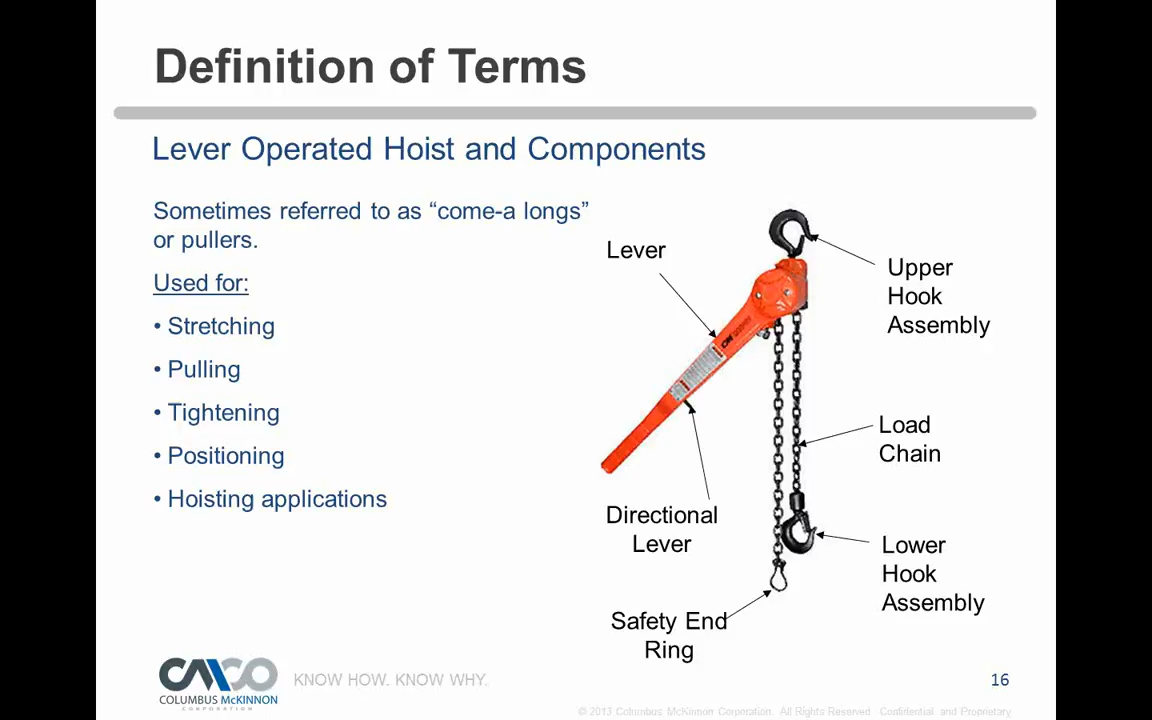 Definition of Terms
Lever Operated Hoist and Components
Sometimes referred to as “come-a longs”
or pullers.
Used for:
• Stretching
• Pulling
• Tightening
• Positioning
• Hoisting applications
Lever
Upper
Hook
Assembly
Load
Chain
Directional
Lever
Lower
Hook
Assembly
Safety End
Ring
CMCO
COLUMBUS McKINNON
CORPORATION
KNOW HOW. KNOW WHY.
16
© 2013 Columbus McKinnon Corporation. All Rights Reserved. Confidential and Proprietary